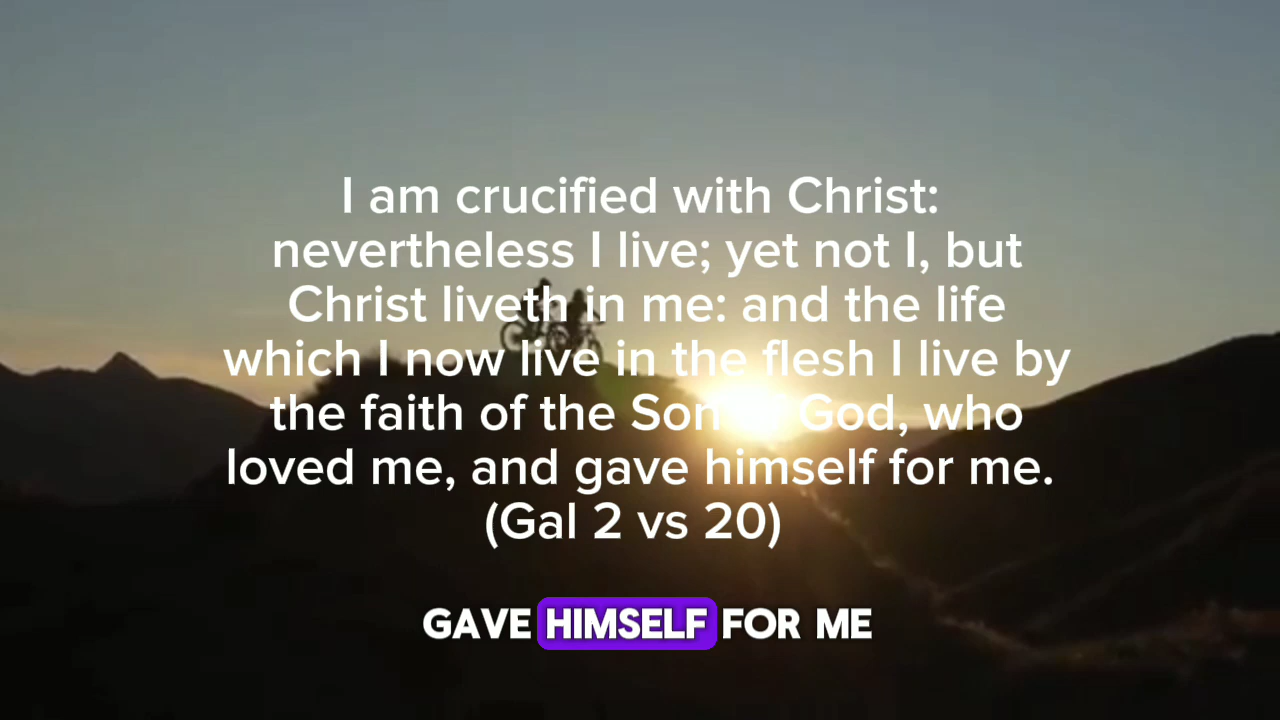 I am crucified with Christ:
nevertheless I live; yet not I, but
Christ liveth in me: and the life
which I now live in the flesh I live by
the faith of the Son God, who
loved me, and gave himself for me.
(Gal 2 vs 20)
GAVE HIMSELF FOR ME